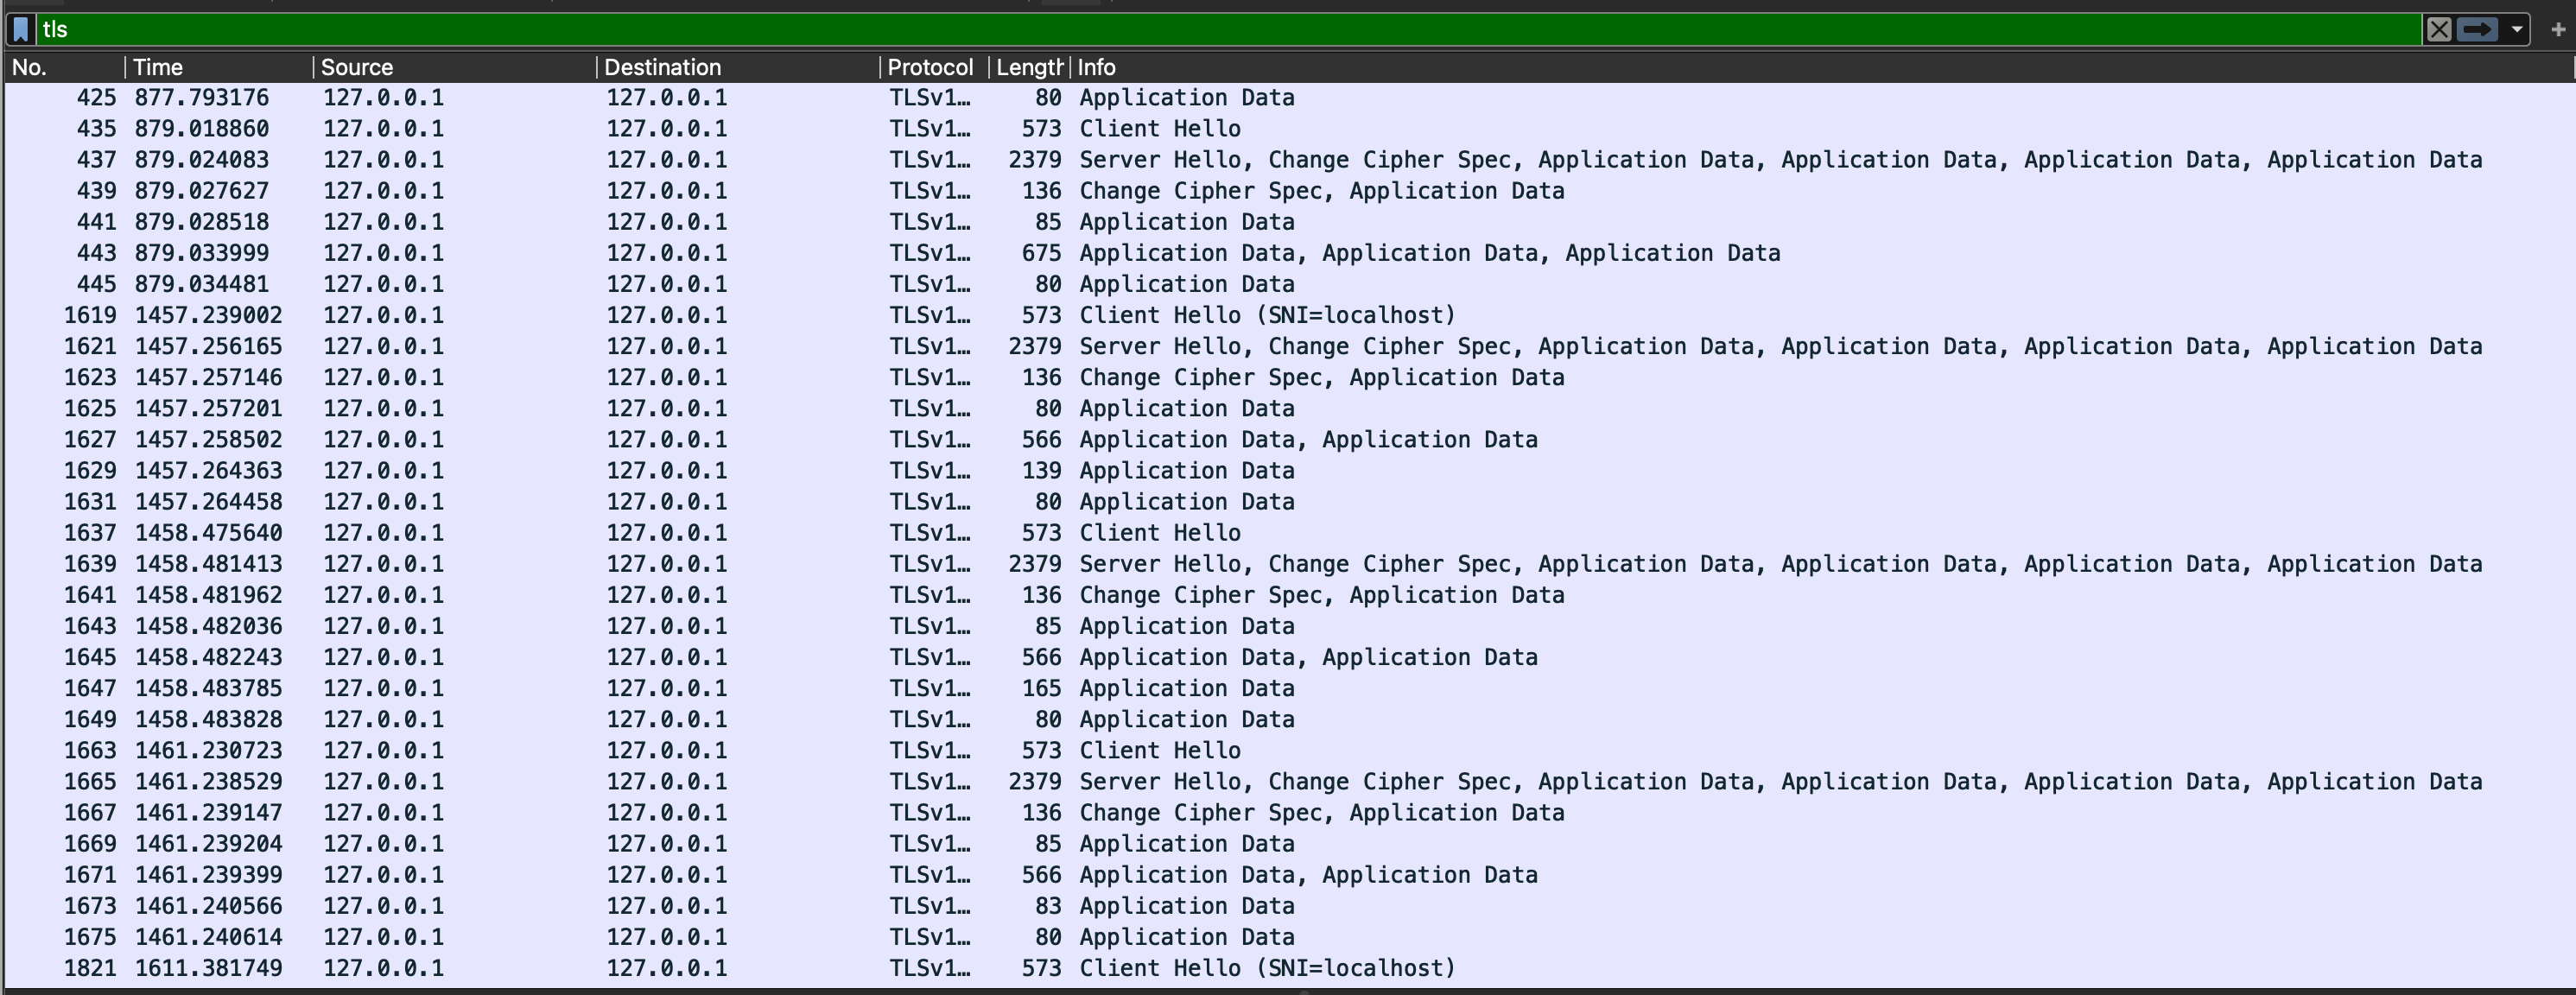 tls
No. Time Source Destination Protocol Length Info
425 877.793176 127.0.0.1 127.0.0.1 TLSv1… 80 Application Data
435 879.018860 127.0.0.1 127.0.0.1 TLSv1… 573 Client Hello
437 879.024083 127.0.0.1 127.0.0.1 TLSv1… 2379 Server Hello, Change Cipher Spec, Application Data, Application Data, Application Data, Application Data
439 879.027627 127.0.0.1 127.0.0.1 TLSv1… 136 Change Cipher Spec, Application Data
441 879.028518 127.0.0.1 127.0.0.1 TLSv1… 85 Application Data
443 879.033999 127.0.0.1 127.0.0.1 TLSv1… 675 Application Data, Application Data, Application Data
445 879.034481 127.0.0.1 127.0.0.1 TLSv1… 80 Application Data
1619 1457.239002 127.0.0.1 127.0.0.1 TLSv1… 573 Client Hello (SNI=localhost)
1621 1457.256165 127.0.0.1 127.0.0.1 TLSv1… 2379 Server Hello, Change Cipher Spec, Application Data, Application Data, Application Data, Application Data
1623 1457.257146 127.0.0.1 127.0.0.1 TLSv1… 136 Change Cipher Spec, Application Data
1625 1457.257201 127.0.0.1 127.0.0.1 TLSv1… 80 Application Data
1627 1457.258502 127.0.0.1 127.0.0.1 TLSv1… 566 Application Data, Application Data
1629 1457.264363 127.0.0.1 127.0.0.1 TLSv1… 139 Application Data
1631 1457.264458 127.0.0.1 127.0.0.1 TLSv1… 80 Application Data
1637 1458.475640 127.0.0.1 127.0.0.1 TLSv1… 573 Client Hello
1639 1458.481413 127.0.0.1 127.0.0.1 TLSv1… 2379 Server Hello, Change Cipher Spec, Application Data, Application Data, Application Data, Application Data
1641 1458.481962 127.0.0.1 127.0.0.1 TLSv1… 136 Change Cipher Spec, Application Data
1643 1458.482036 127.0.0.1 127.0.0.1 TLSv1… 85 Application Data
1645 1458.482243 127.0.0.1 127.0.0.1 TLSv1… 566 Application Data, Application Data
1647 1458.483785 127.0.0.1 127.0.0.1 TLSv1… 165 Application Data
1649 1458.483828 127.0.0.1 127.0.0.1 TLSv1… 80 Application Data
1663 1461.230723 127.0.0.1 127.0.0.1 TLSv1… 573 Client Hello
1665 1461.238529 127.0.0.1 127.0.0.1 TLSv1… 2379 Server Hello, Change Cipher Spec, Application Data, Application Data, Application Data, Application Data
1667 1461.239147 127.0.0.1 127.0.0.1 TLSv1… 136 Change Cipher Spec, Application Data
1669 1461.239204 127.0.0.1 127.0.0.1 TLSv1… 85 Application Data
1671 1461.239399 127.0.0.1 127.0.0.1 TLSv1… 566 Application Data, Application Data
1673 1461.240566 127.0.0.1 127.0.0.1 TLSv1… 83 Application Data
1675 1461.240614 127.0.0.1 127.0.0.1 TLSv1… 80 Application Data
1821 1611.381749 127.0.0.1 127.0.0.1 TLSv1… 573 Client Hello (SNI=localhost)